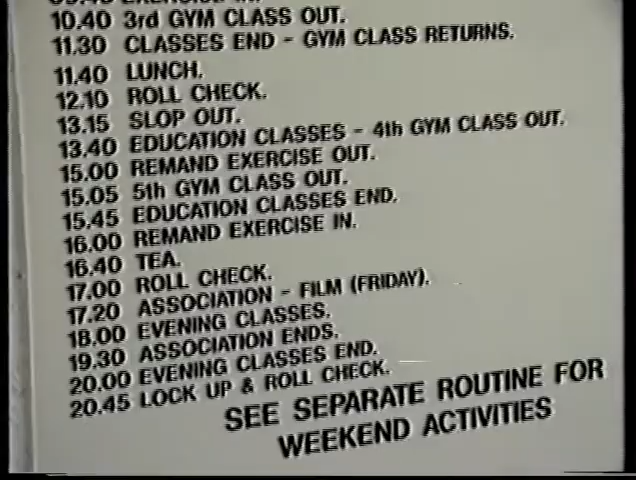 10.40 3rd GYM CLASS OUT.
11.30 CLASSES END - GYM CLASS RETURNS.
11.40 LUNCH.
12.10 ROLL CHECK.
13.15 SLOP OUT.
13.40 EDUCATION CLASSES - 4th GYM CLASS OUT.
15.00 REMAND EXERCISE OUT.
15.05 5th GYM CLASS OUT.
15.45 EDUCATION CLASSES END.
16.00 REMAND EXERCISE IN.
16.40 TEA.
17.00 ROLL CHECK.
17.20 ASSOCIATION - FILM (FRIDAY).
18.00 EVENING CLASSES.
19.30 ASSOCIATION ENDS.
20.00 EVENING CLASSES END.
20.45 LOCK UP & ROLL CHECK.
SEE SEPARATE ROUTINE FOR
WEEKEND ACTIVITIES